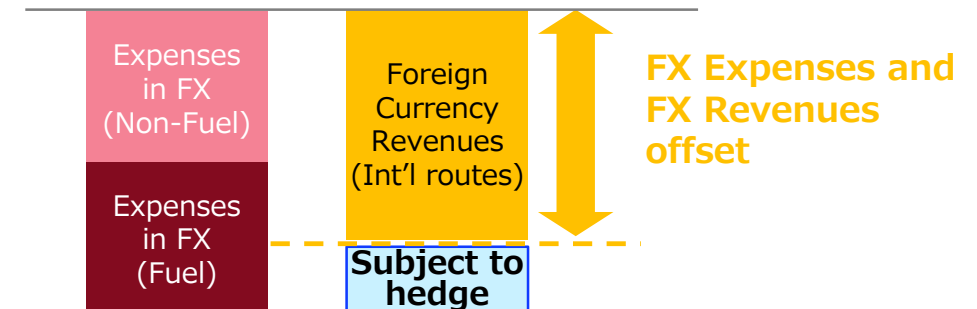 Expenses
in FX
(Non-Fuel)
Expenses
in FX
(Fuel)
Foreign
Currency
Revenues
(Int’l routes)
Subject to
hedge
FX Expenses and
FX Revenues
offset